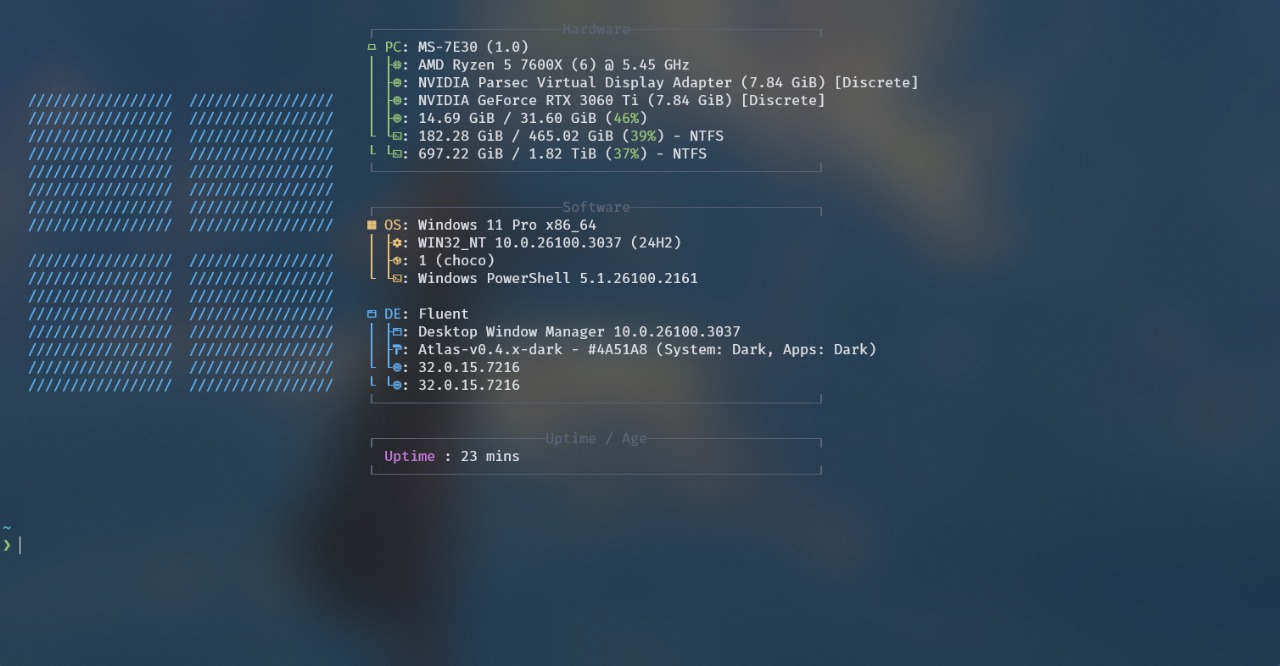 Hardware
PC: MS-7E30 (1.0)
: AMD Ryzen 5 7600X (6) @ 5.45 GHz
: NVIDIA Parsec Virtual Display Adapter (7.84 GiB) [Discrete]
: NVIDIA GeForce RTX 3060 Ti (7.84 GiB) [Discrete]
: 14.69 GiB / 31.60 GiB (46%)
: 182.28 GiB / 465.02 GiB (39%) - NTFS
: 697.22 GiB / 1.82 TiB (37%) - NTFS
Software
OS: Windows 11 Pro x86_64
: WIN32_NT 10.0.26100.3037 (24H2)
: 1 (choco)
: Windows PowerShell 5.1.26100.2161
DE: Fluent
: Desktop Window Manager 10.0.26100.3037
: Atlas-v0.4.x-dark - #4A51A8 (System: Dark, Apps: Dark)
: 32.0.15.7216
: 32.0.15.7216
Uptime / Age
Uptime : 23 mins
~
❯